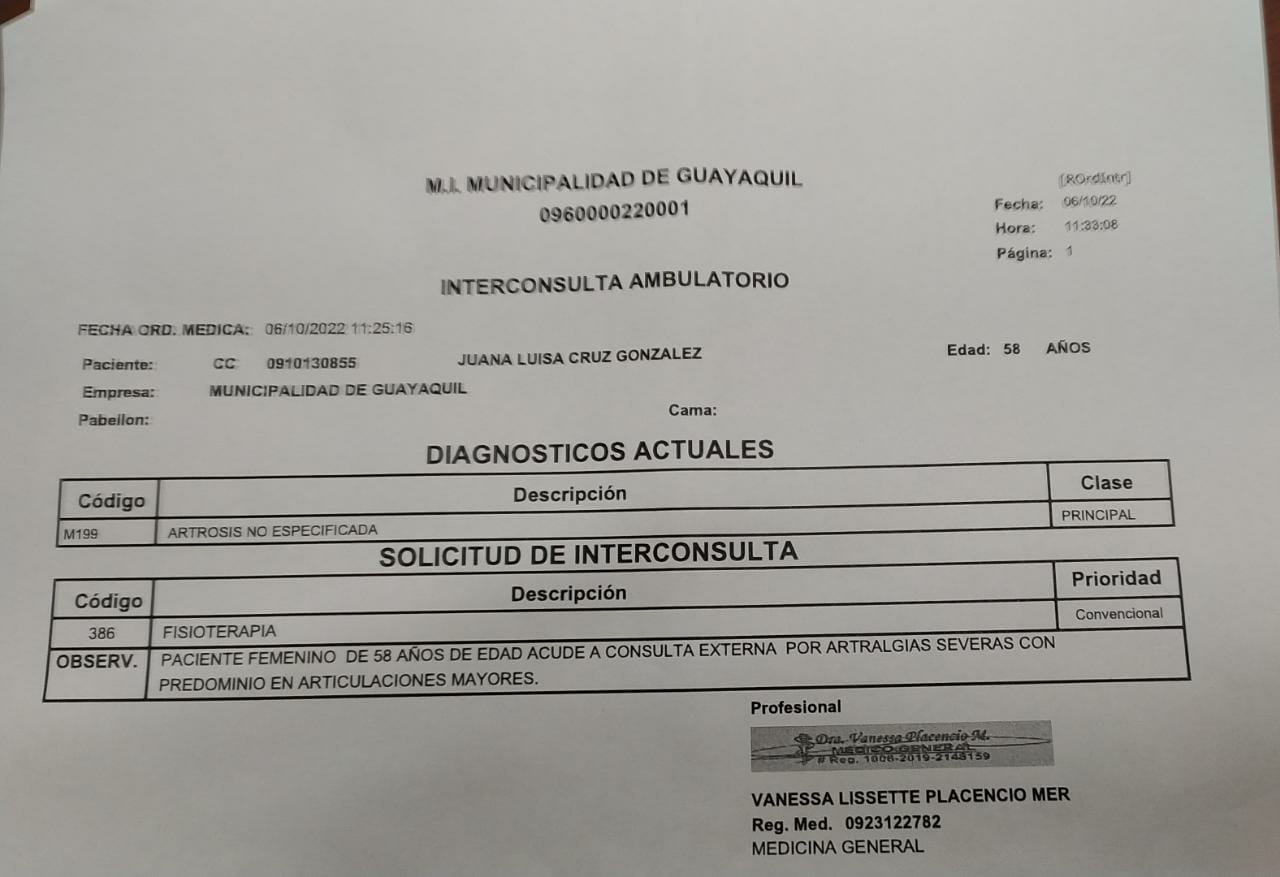 M.I. MUNICIPALIDAD DE GUAYAQUIL
0960000220001
[ROrdIntr]
Fecha: 06/10/22
Hora: 11:33:08
Página: 1
INTERCONSULTA AMBULATORIO
FECHA ORD. MEDICA: 06/10/2022 11:25:16
Paciente: CC 0910130855 JUANA LUISA CRUZ GONZALEZ Edad: 58 AÑOS
Empresa: MUNICIPALIDAD DE GUAYAQUIL
Pabellon: Cama:
DIAGNOSTICOS ACTUALES
Código Descripción Clase
M199 ARTROSIS NO ESPECIFICADA PRINCIPAL
SOLICITUD DE INTERCONSULTA
Código Descripción Prioridad
386 FISIOTERAPIA Convencional
OBSERV. PACIENTE FEMENINO DE 58 AÑOS DE EDAD ACUDE A CONSULTA EXTERNA POR ARTRALGIAS SEVERAS CON
PREDOMINIO EN ARTICULACIONES MAYORES.
Profesional
Dra. Vanessa Placencio M.
MEDICO GENERAL
# Reg. 1006-2019-2148159
VANESSA LISSETTE PLACENCIO MER
Reg. Med. 0923122782
MEDICINA GENERAL